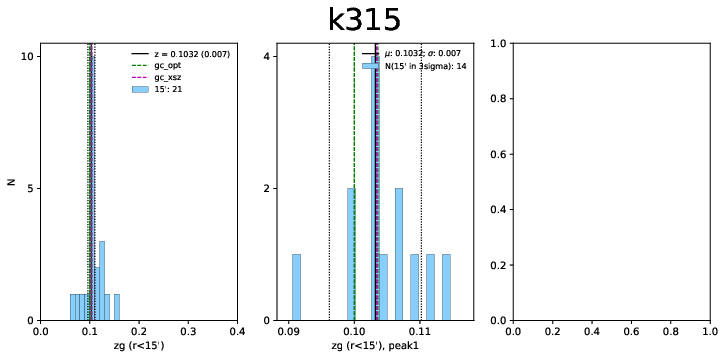 k315
z = 0.1032 (0.007)
gc_opt
gc_xsz
15': 21
N
10
5
0
0.0 0.1 0.2 0.3 0.4
zg (r<15')
μ: 0.1032; σ: 0.007
N(15' in 3sigma): 14
4
2
0
0.09 0.10 0.11
zg (r<15'), peak1
1.0
0.8
0.6
0.4
0.2
0.0
0.0 0.2 0.4 0.6 0.8 1.0